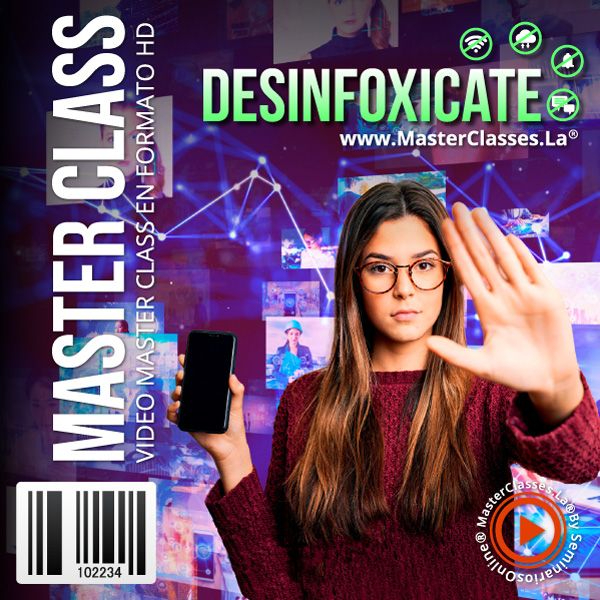 MASTER CLASS
VIDEO MASTER CLASS EN FORMATO HD
DESINFOXICATE
www.MasterClasses.La®
102234
MasterClasses.La®By SeminariosOnline®